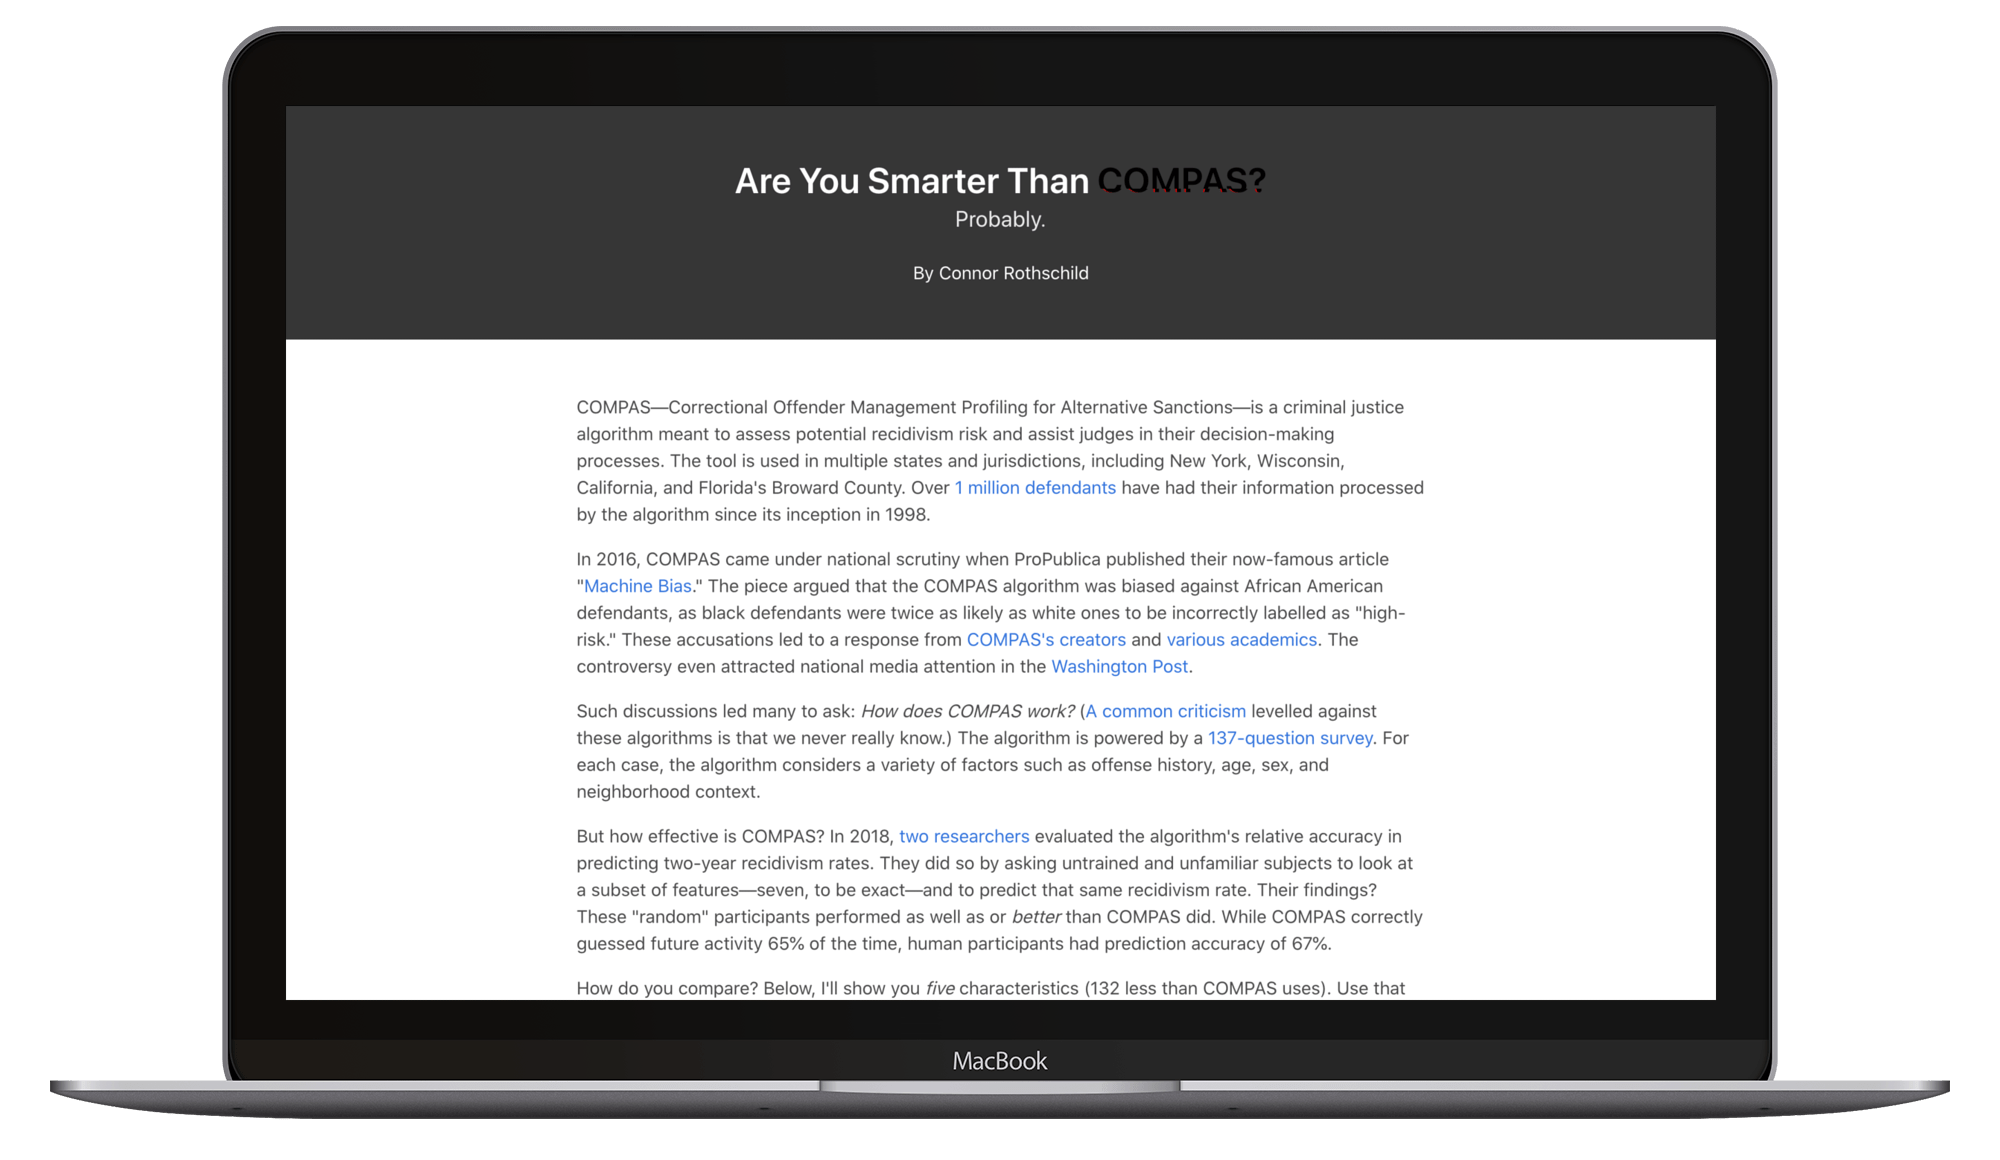 Are You Smarter Than COMPAS?
Probably.
By Connor Rothschild
COMPAS—Correctional Offender Management Profiling for Alternative Sanctions—is a criminal justice
algorithm meant to assess potential recidivism risk and assist judges in their decision-making
processes. The tool is used in multiple states and jurisdictions, including New York, Wisconsin,
California, and Florida's Broward County. Over 1 million defendants have had their information processed
by the algorithm since its inception in 1998.
In 2016, COMPAS came under national scrutiny when ProPublica published their now-famous article
"Machine Bias." The piece argued that the COMPAS algorithm was biased against African American
defendants, as black defendants were twice as likely as white ones to be incorrectly labelled as "high-
risk." These accusations led to a response from COMPAS's creators and various academics. The
controversy even attracted national media attention in the Washington Post.
Such discussions led many to ask: How does COMPAS work? (A common criticism levelled against
these algorithms is that we never really know.) The algorithm is powered by a 137-question survey. For
each case, the algorithm considers a variety of factors such as offense history, age, sex, and
neighborhood context.
But how effective is COMPAS? In 2018, two researchers evaluated the algorithm's relative accuracy in
predicting two-year recidivism rates. They did so by asking untrained and unfamiliar subjects to look at
a subset of features—seven, to be exact—and to predict that same recidivism rate. Their findings?
These "random" participants performed as well as or better than COMPAS did. While COMPAS correctly
guessed future activity 65% of the time, human participants had prediction accuracy of 67%.
How do you compare? Below, I'll show you five characteristics (132 less than COMPAS uses). Use that
MacBook